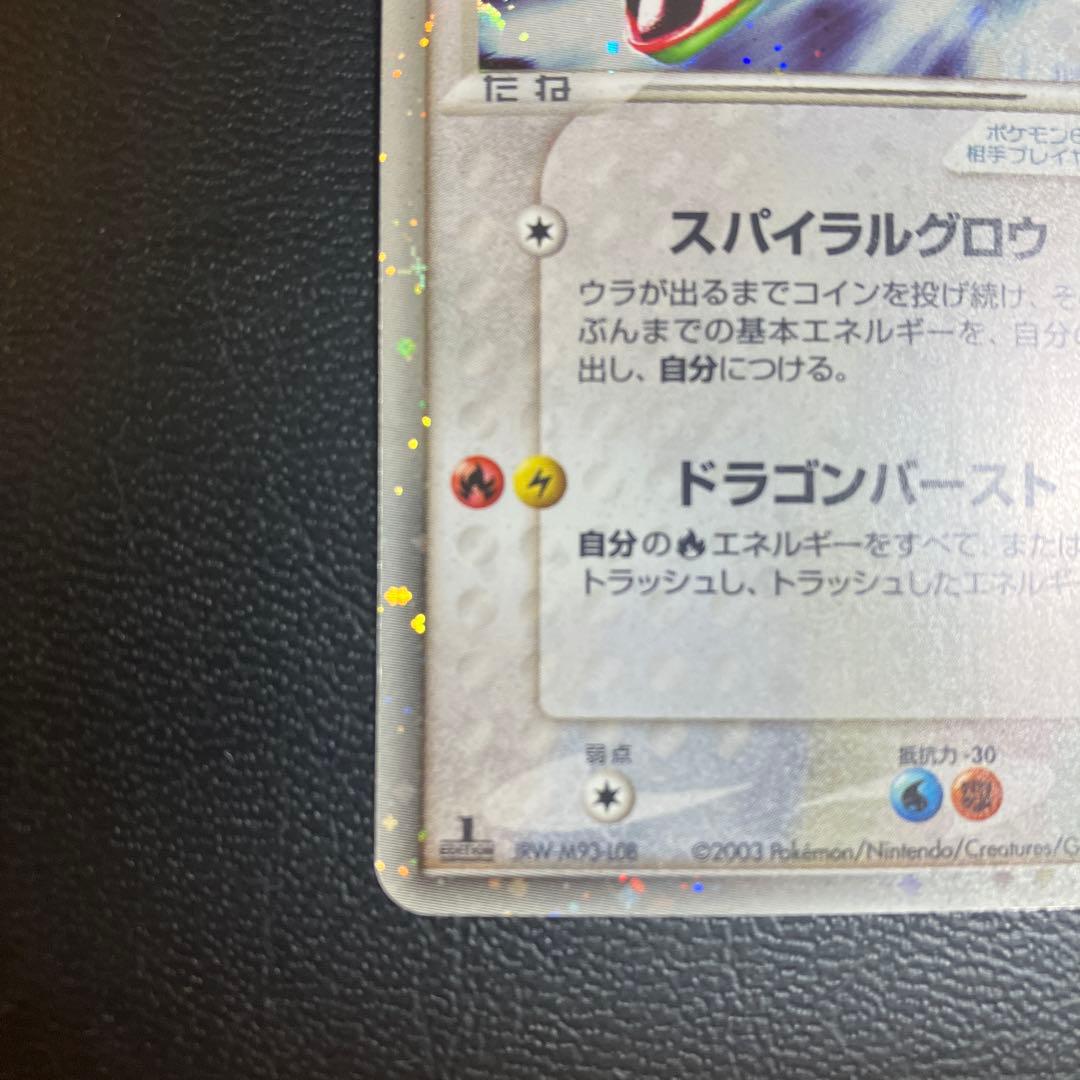 たね
ポケモンe
相手プレイヤ
スパイラルグロウ
ウラが出るまでコインを投げ続け、そ
ぶんまでの基本エネルギーを、自分の
出し、自分につける。
ドラゴンバースト
自分の エネルギーをすべて、または
トラッシュし、トラッシュしたエネルギー
弱点
抵抗力 -30
1
EDITION JRW-M93-L0B ©2003 Pokémon/Nintendo/Creatures/G